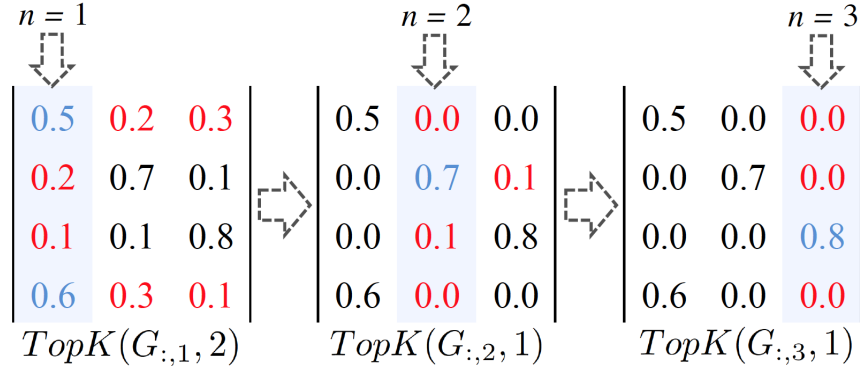 n = 1 n = 2 n = 3
0.5 0.2 0.3 0.5 0.0 0.0 0.5 0.0 0.0
0.2 0.7 0.1 0.0 0.7 0.1 0.0 0.7 0.0
0.1 0.1 0.8 0.0 0.1 0.8 0.0 0.0 0.8
0.6 0.3 0.1 0.6 0.0 0.0 0.6 0.0 0.0
TopK(G:,1, 2) TopK(G:,2, 1) TopK(G:,3, 1)